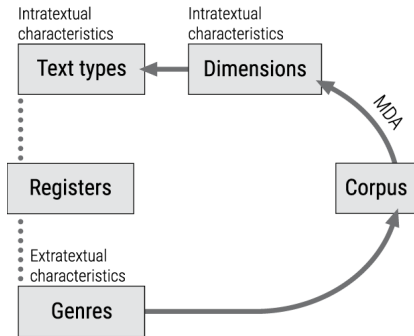 Intratextual
characteristics
Intratextual
characteristics
Text types
Dimensions
MDA
Registers
Corpus
Extratextual
characteristics
Genres